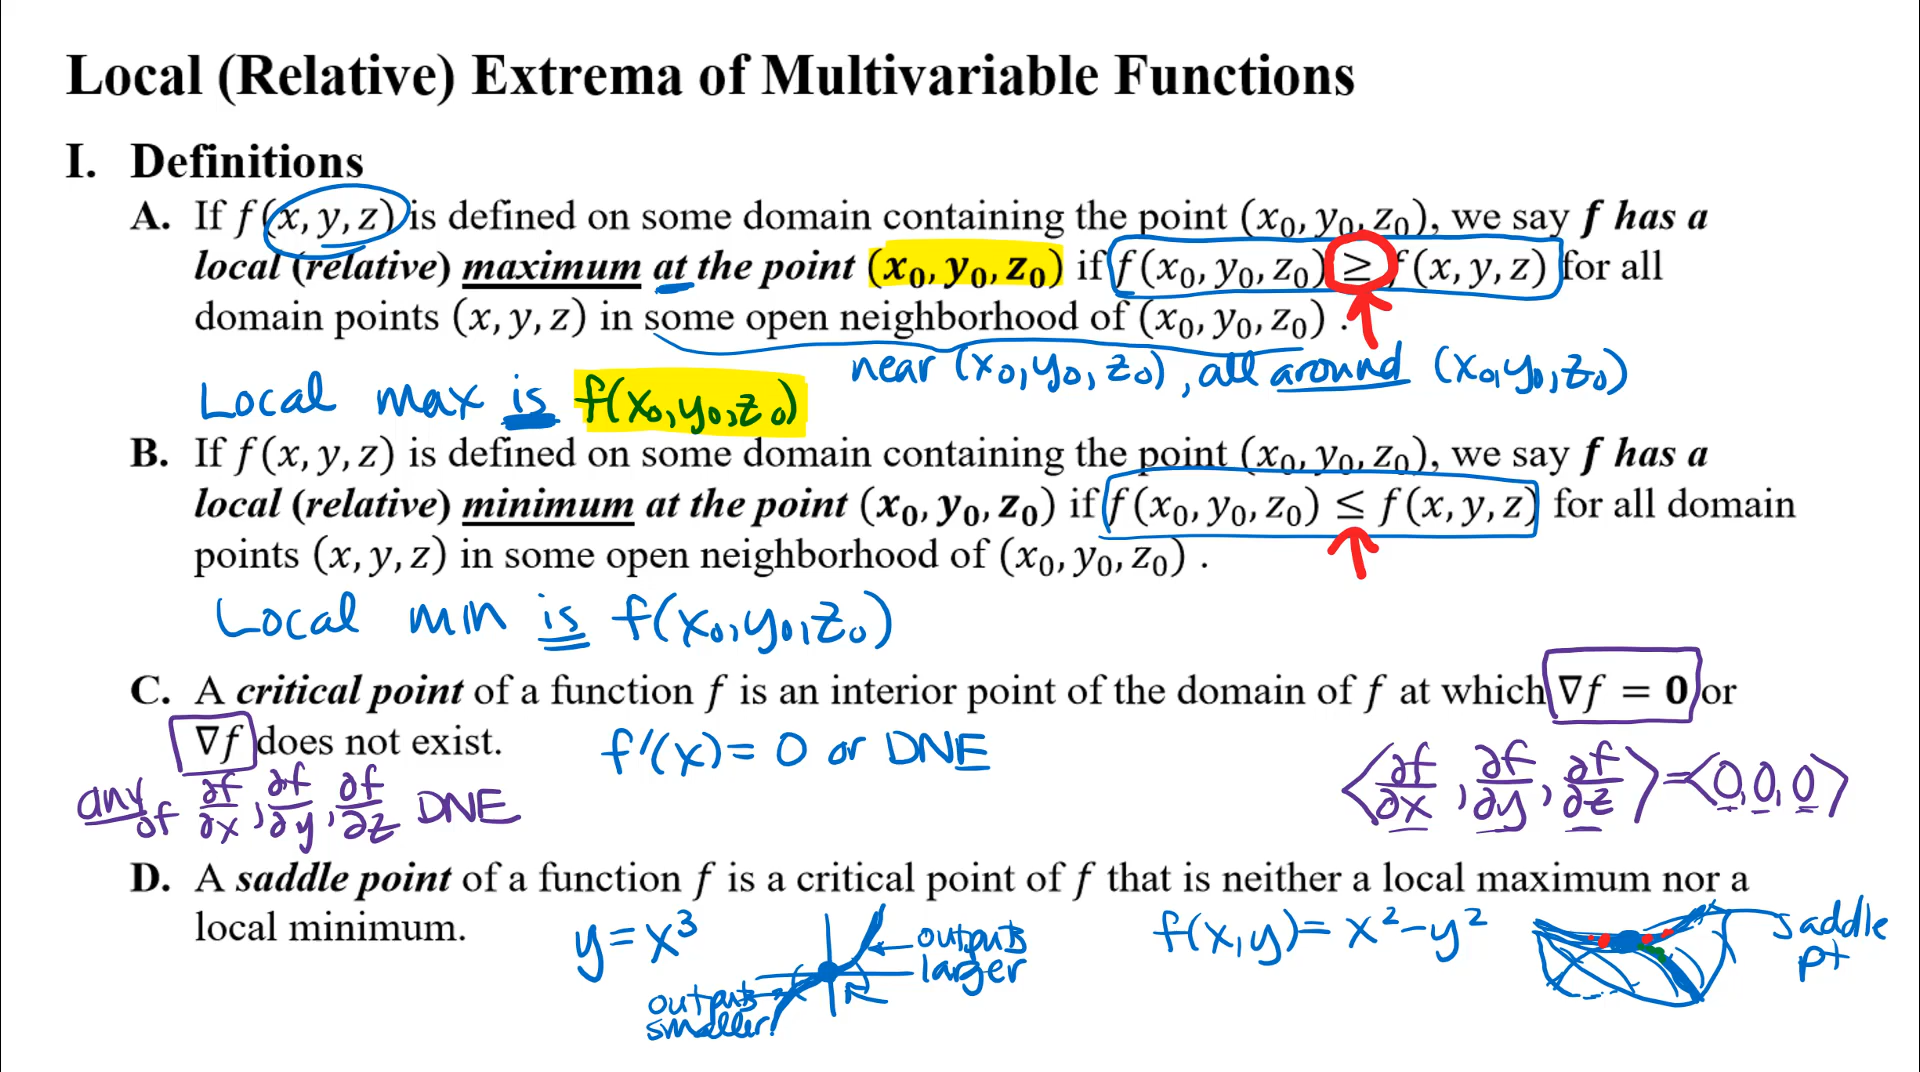 Local (Relative) Extrema of Multivariable Functions
I. Definitions
A. If f(x, y, z) is defined on some domain containing the point (x₀, y₀, z₀), we say f has a
local (relative) maximum at the point (x₀, y₀, z₀) if f(x₀, y₀, z₀) ≥ f(x, y, z) for all
domain points (x, y, z) in some open neighborhood of (x₀, y₀, z₀) .
near (x₀,y₀,z₀), all around (x₀,y₀,z₀)
Local max is f(x₀,y₀,z₀)
B. If f(x, y, z) is defined on some domain containing the point (x₀, y₀, z₀), we say f has a
local (relative) minimum at the point (x₀, y₀, z₀) if f(x₀, y₀, z₀) ≤ f(x, y, z) for all domain
points (x, y, z) in some open neighborhood of (x₀, y₀, z₀) .
Local min is f(x₀,y₀,z₀)
C. A critical point of a function f is an interior point of the domain of f at which ∇f = 0 or
∇f does not exist.
f'(x) = 0 or DNE
any of ∂f/∂x, ∂f/∂y, ∂f/∂z DNE
<∂f/∂x, ∂f/∂y, ∂f/∂z> = <0, 0, 0>
D. A saddle point of a function f is a critical point of f that is neither a local maximum nor a
local minimum.
y = x³
outputs
larger
outputs
smaller
f(x,y) = x² - y²
saddle
pt